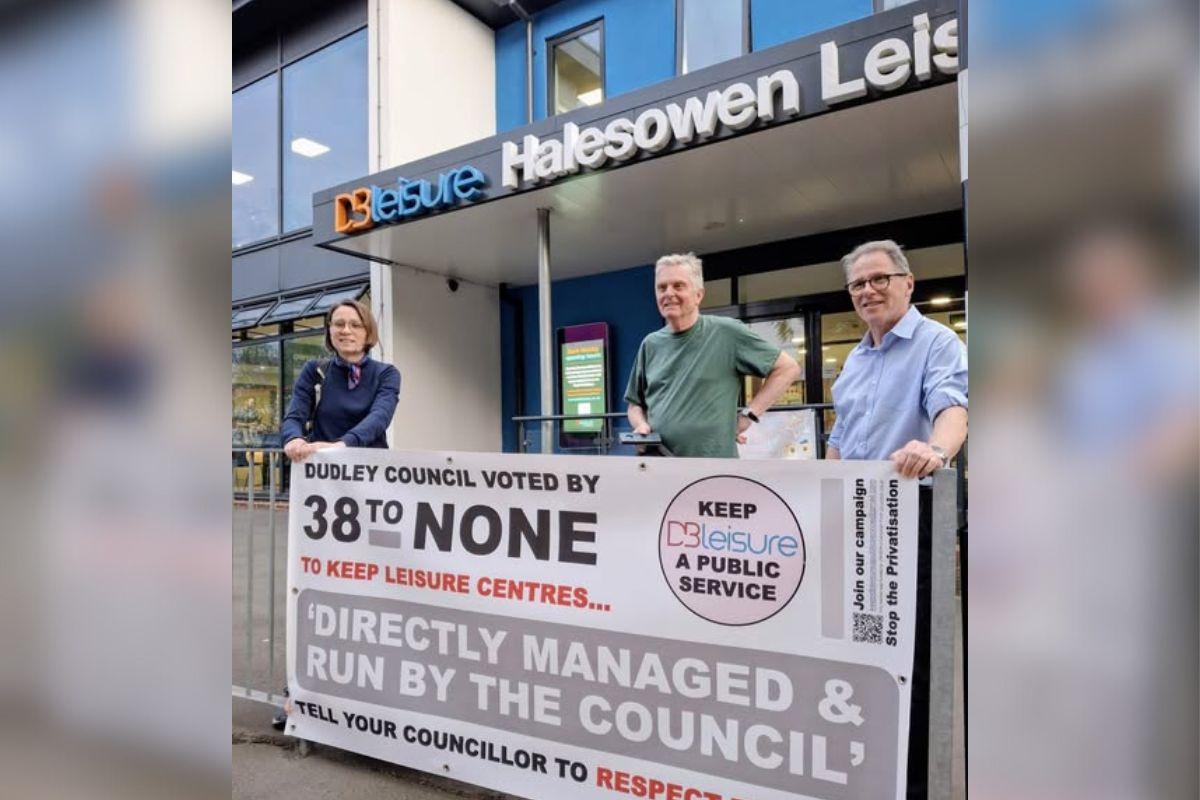 DBleisure Halesowen Leis
DUDLEY COUNCIL VOTED BY
38 TO NONE
TO KEEP LEISURE CENTRES...
'DIRECTLY MANAGED &
RUN BY THE COUNCIL'
TELL YOUR COUNCILLOR TO RESPECT
KEEP
DBleisure
A PUBLIC
SERVICE
Join our campaign
Stop the Privatisation